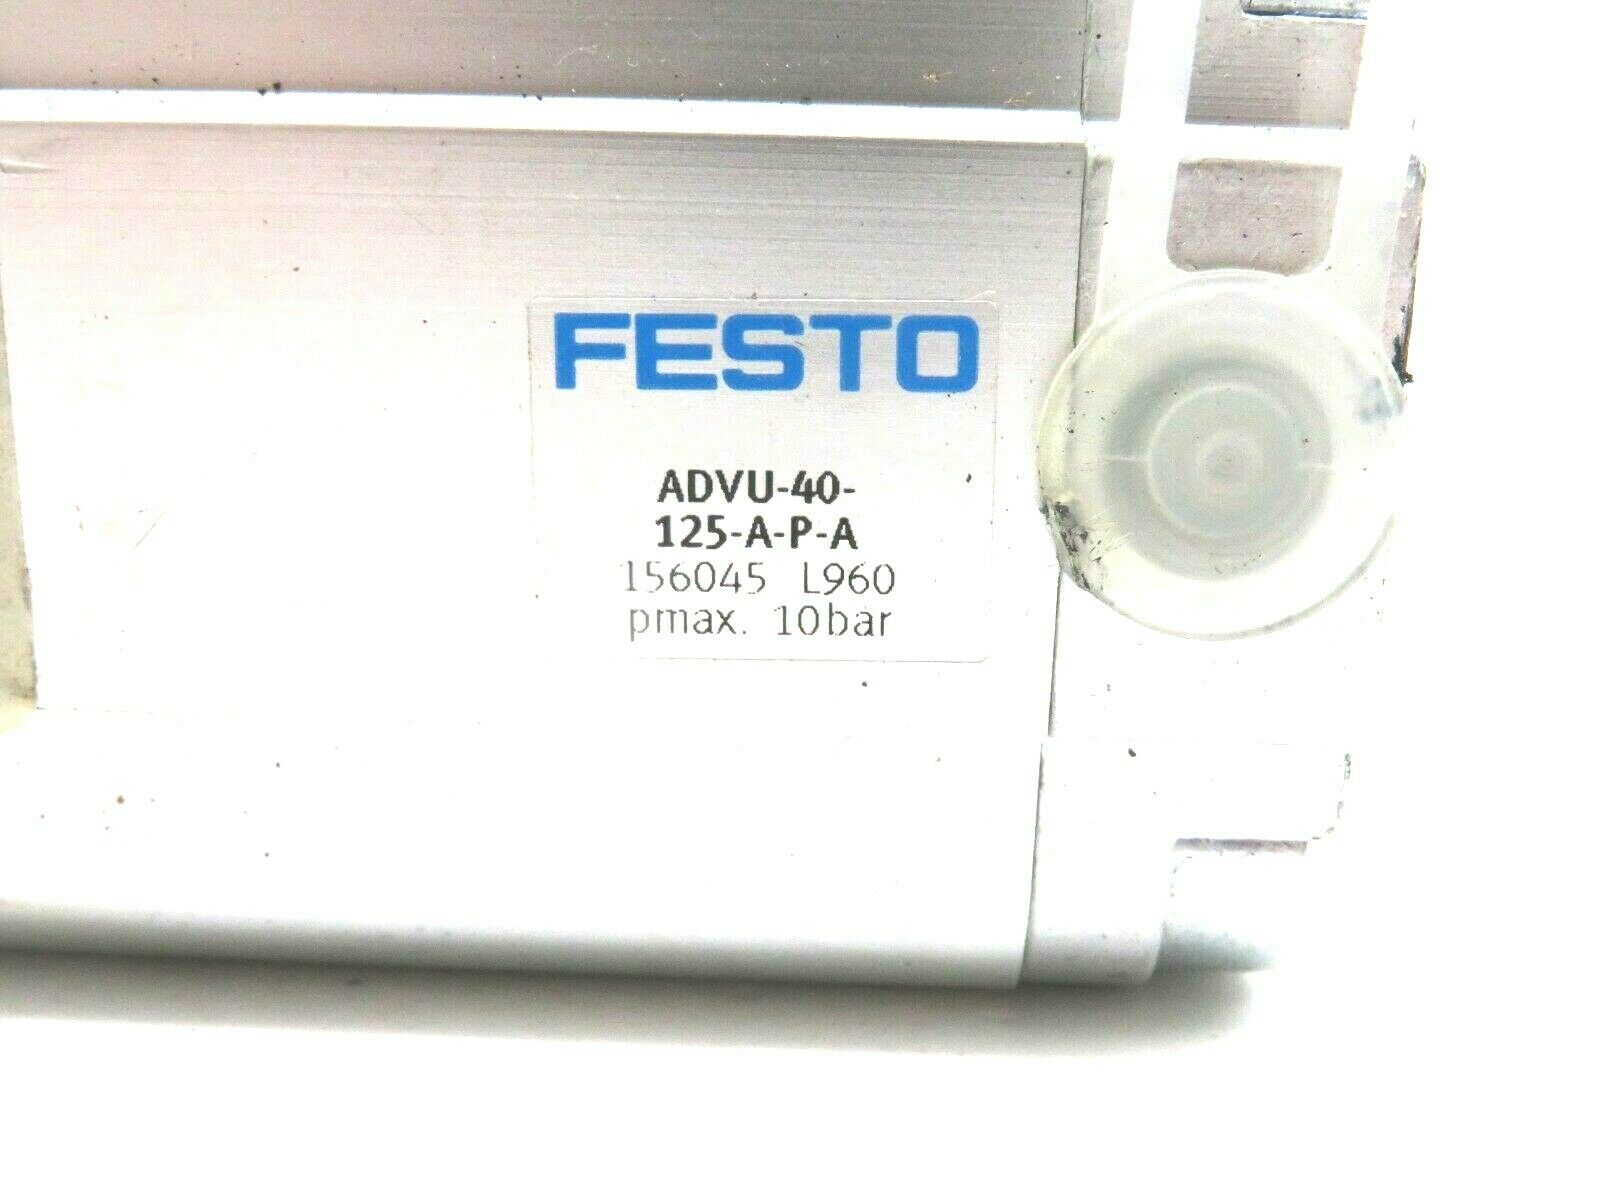 FESTO
ADVU-40-
125-A-P-A
156045 L960
pmax. 10bar